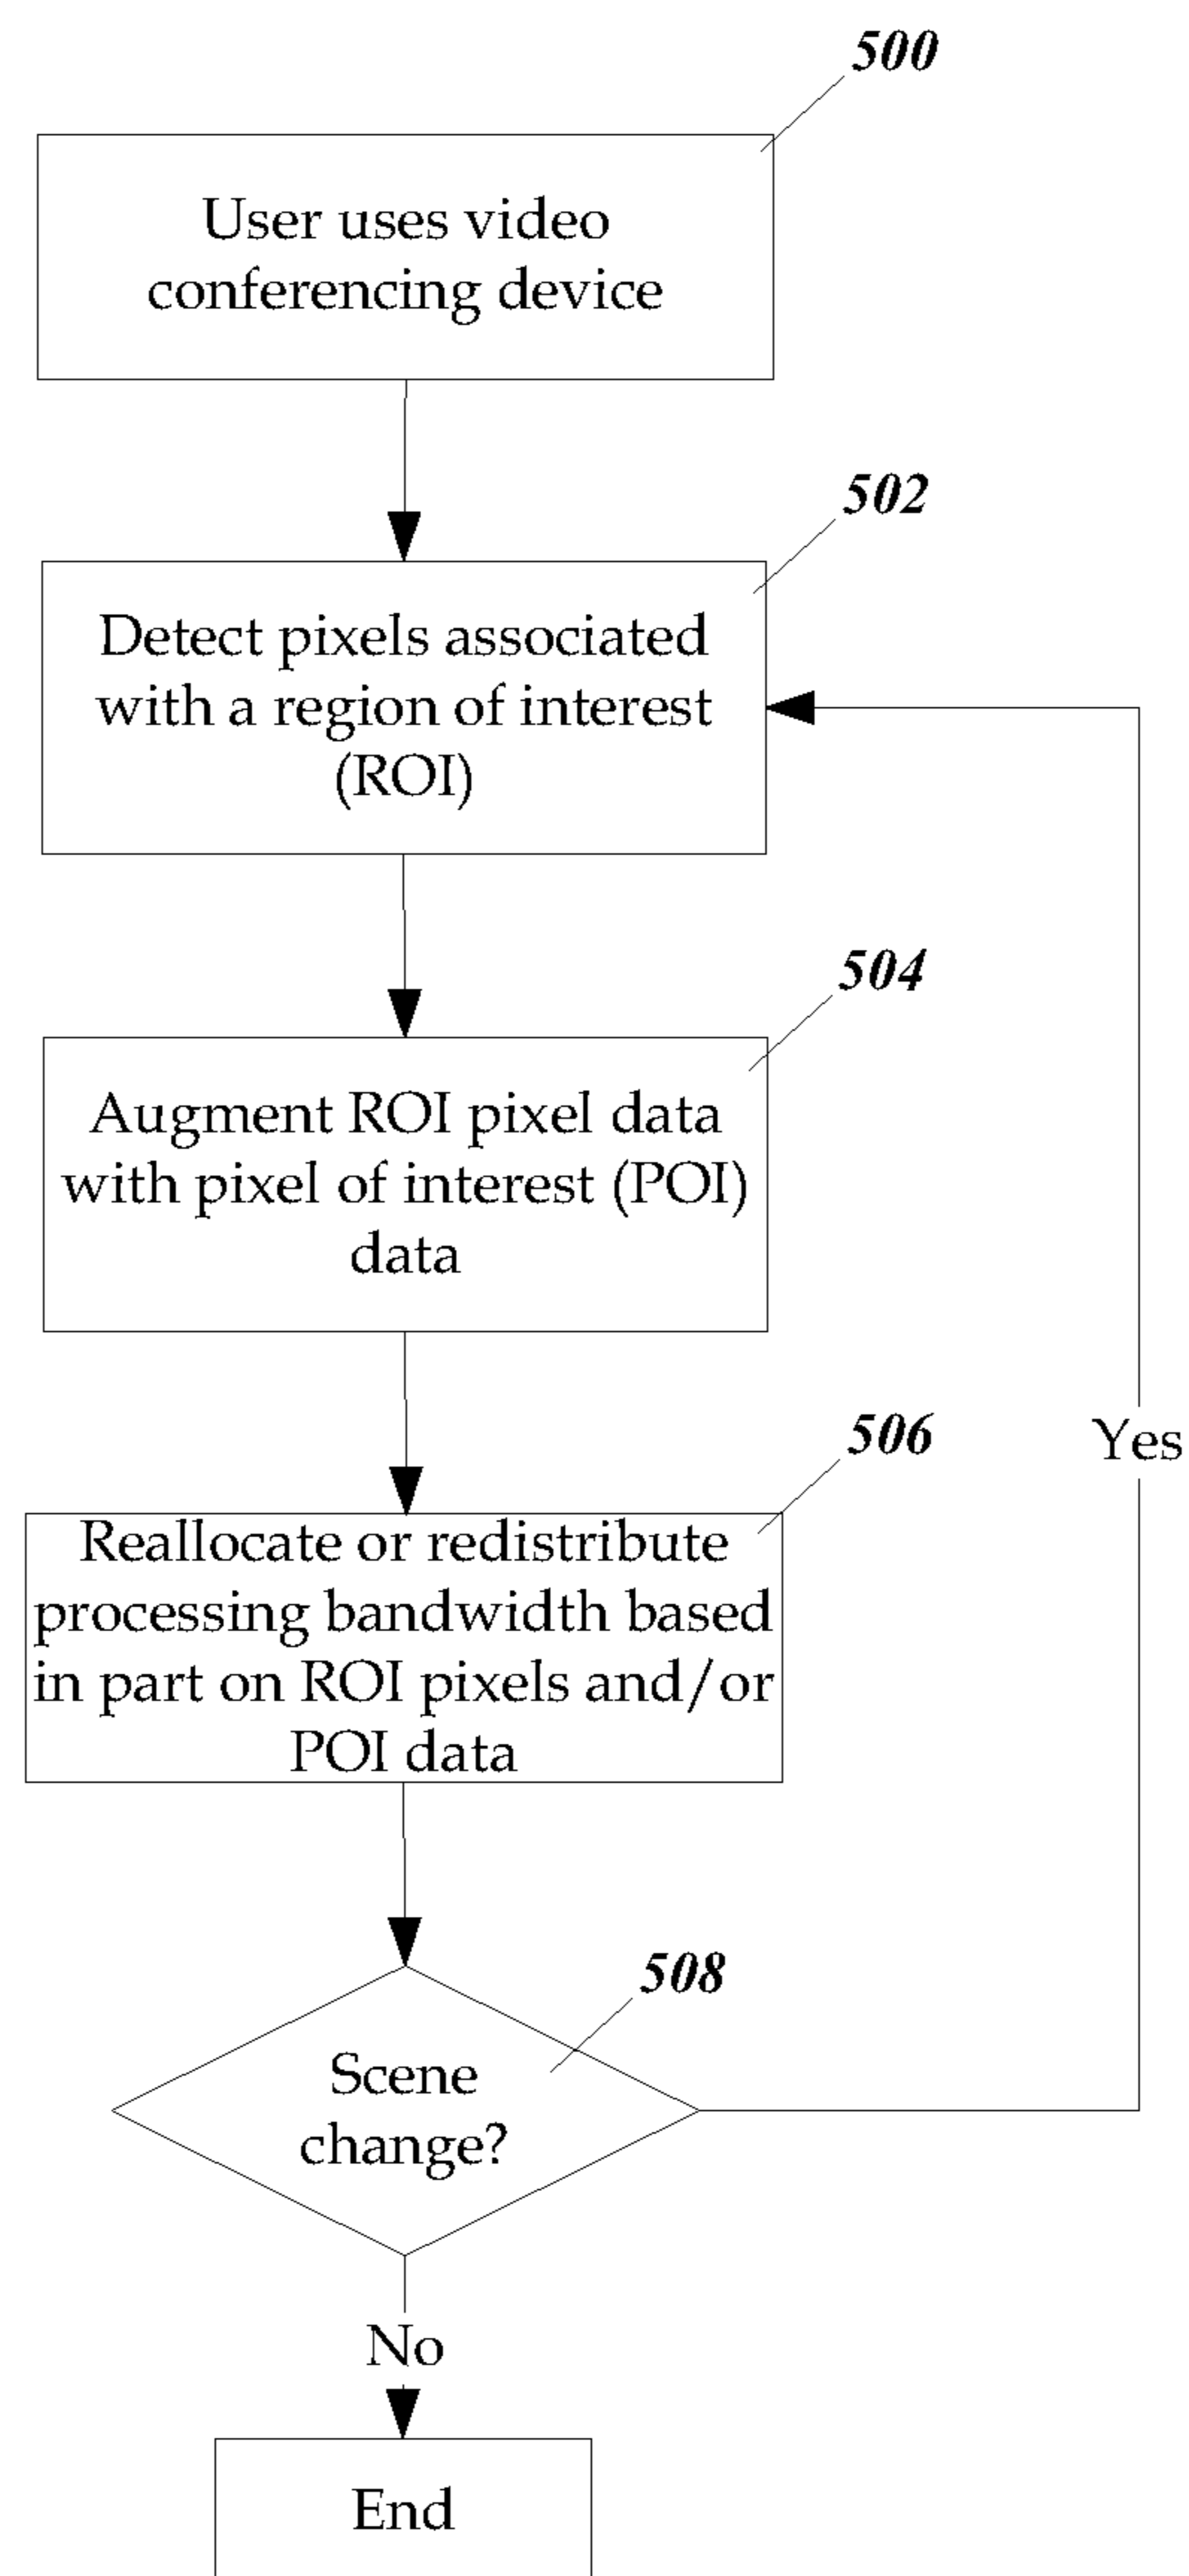 500
User uses video
conferencing device
502
Detect pixels associated
with a region of interest
(ROI)
504
Augment ROI pixel data
with pixel of interest (POI)
data
506
Reallocate or redistribute
processing bandwidth based
in part on ROI pixels and/or
POI data
Yes
508
Scene
change?
No
End